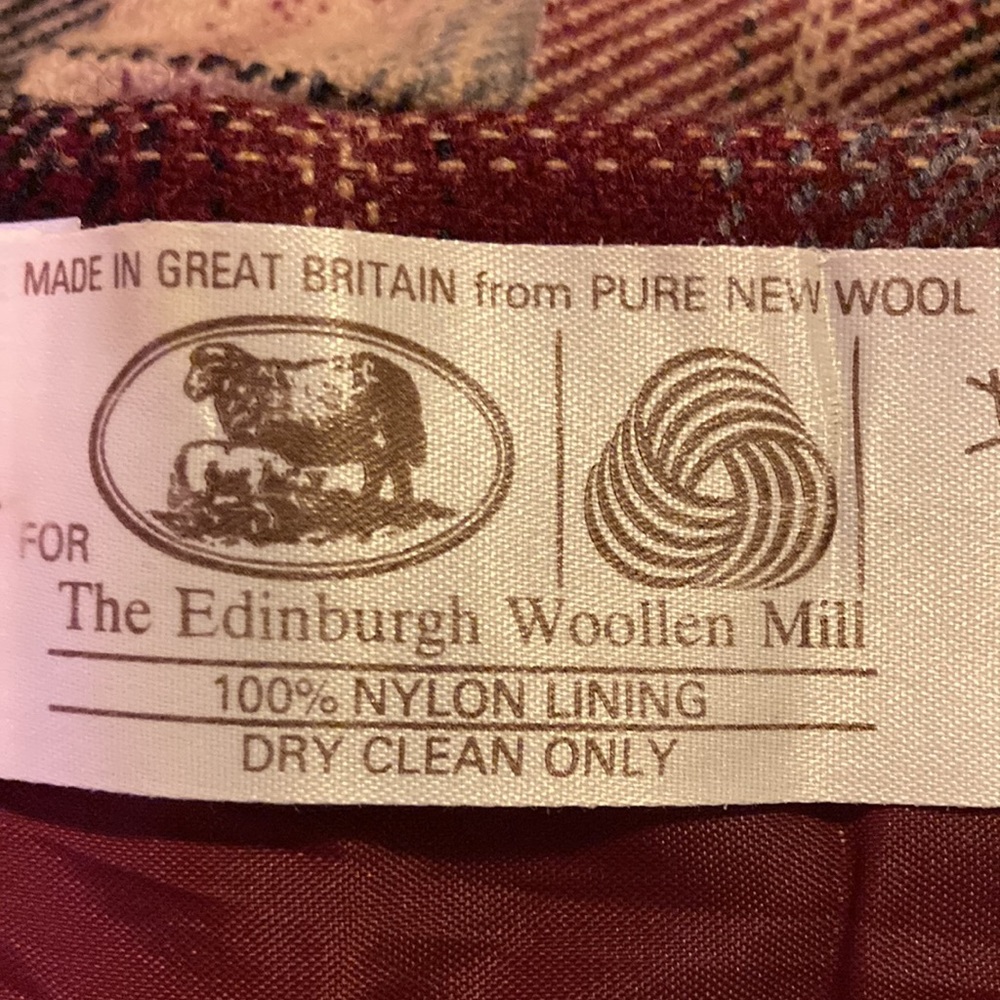 MADE IN GREAT BRITAIN from PURE NEW WOOL
FOR
The Edinburgh Woollen Mill
100% NYLON LINING
DRY CLEAN ONLY